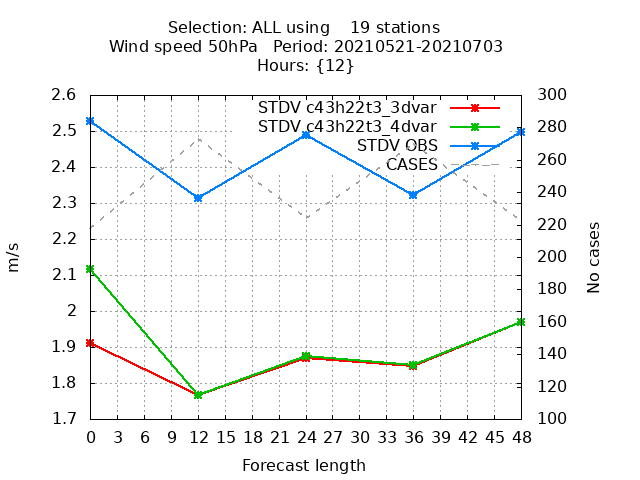 Selection: ALL using    19 stations
Wind speed 50hPa   Period: 20210521-20210703
Hours: {12}
STDV c43h22t3_3dvar
STDV c43h22t3_4dvar
STDV OBS
CASES
2.6
2.5
2.4
2.3
2.2
2.1
2
1.9
1.8
1.7
m/s
300
280
260
240
220
200
180
160
140
120
100
No cases
0 3 6 9 12 15 18 21 24 27 30 33 36 39 42 45 48
Forecast length